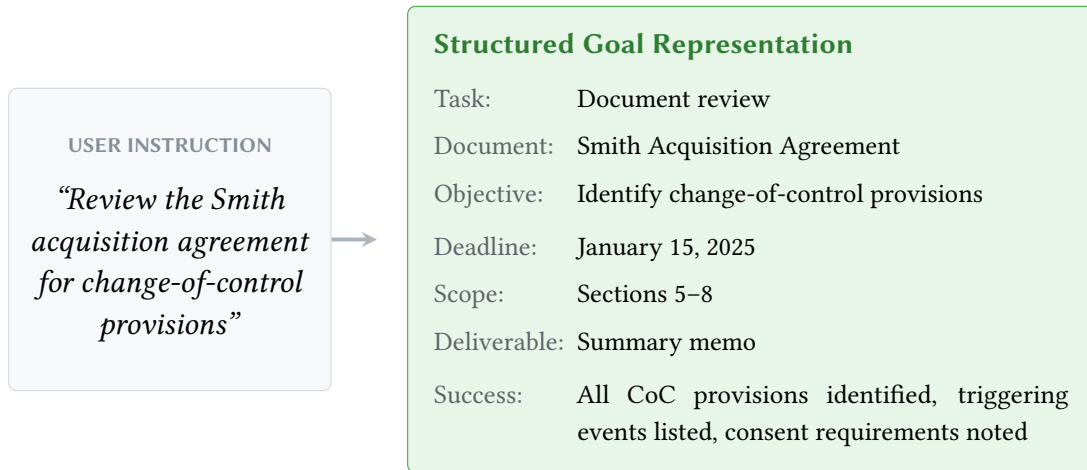 USER INSTRUCTION
“Review the Smith
acquisition agreement
for change-of-control
provisions”
Structured Goal Representation
Task: Document review
Document: Smith Acquisition Agreement
Objective: Identify change-of-control provisions
Deadline: January 15, 2025
Scope: Sections 5–8
Deliverable: Summary memo
Success: All CoC provisions identified, triggering
events listed, consent requirements noted